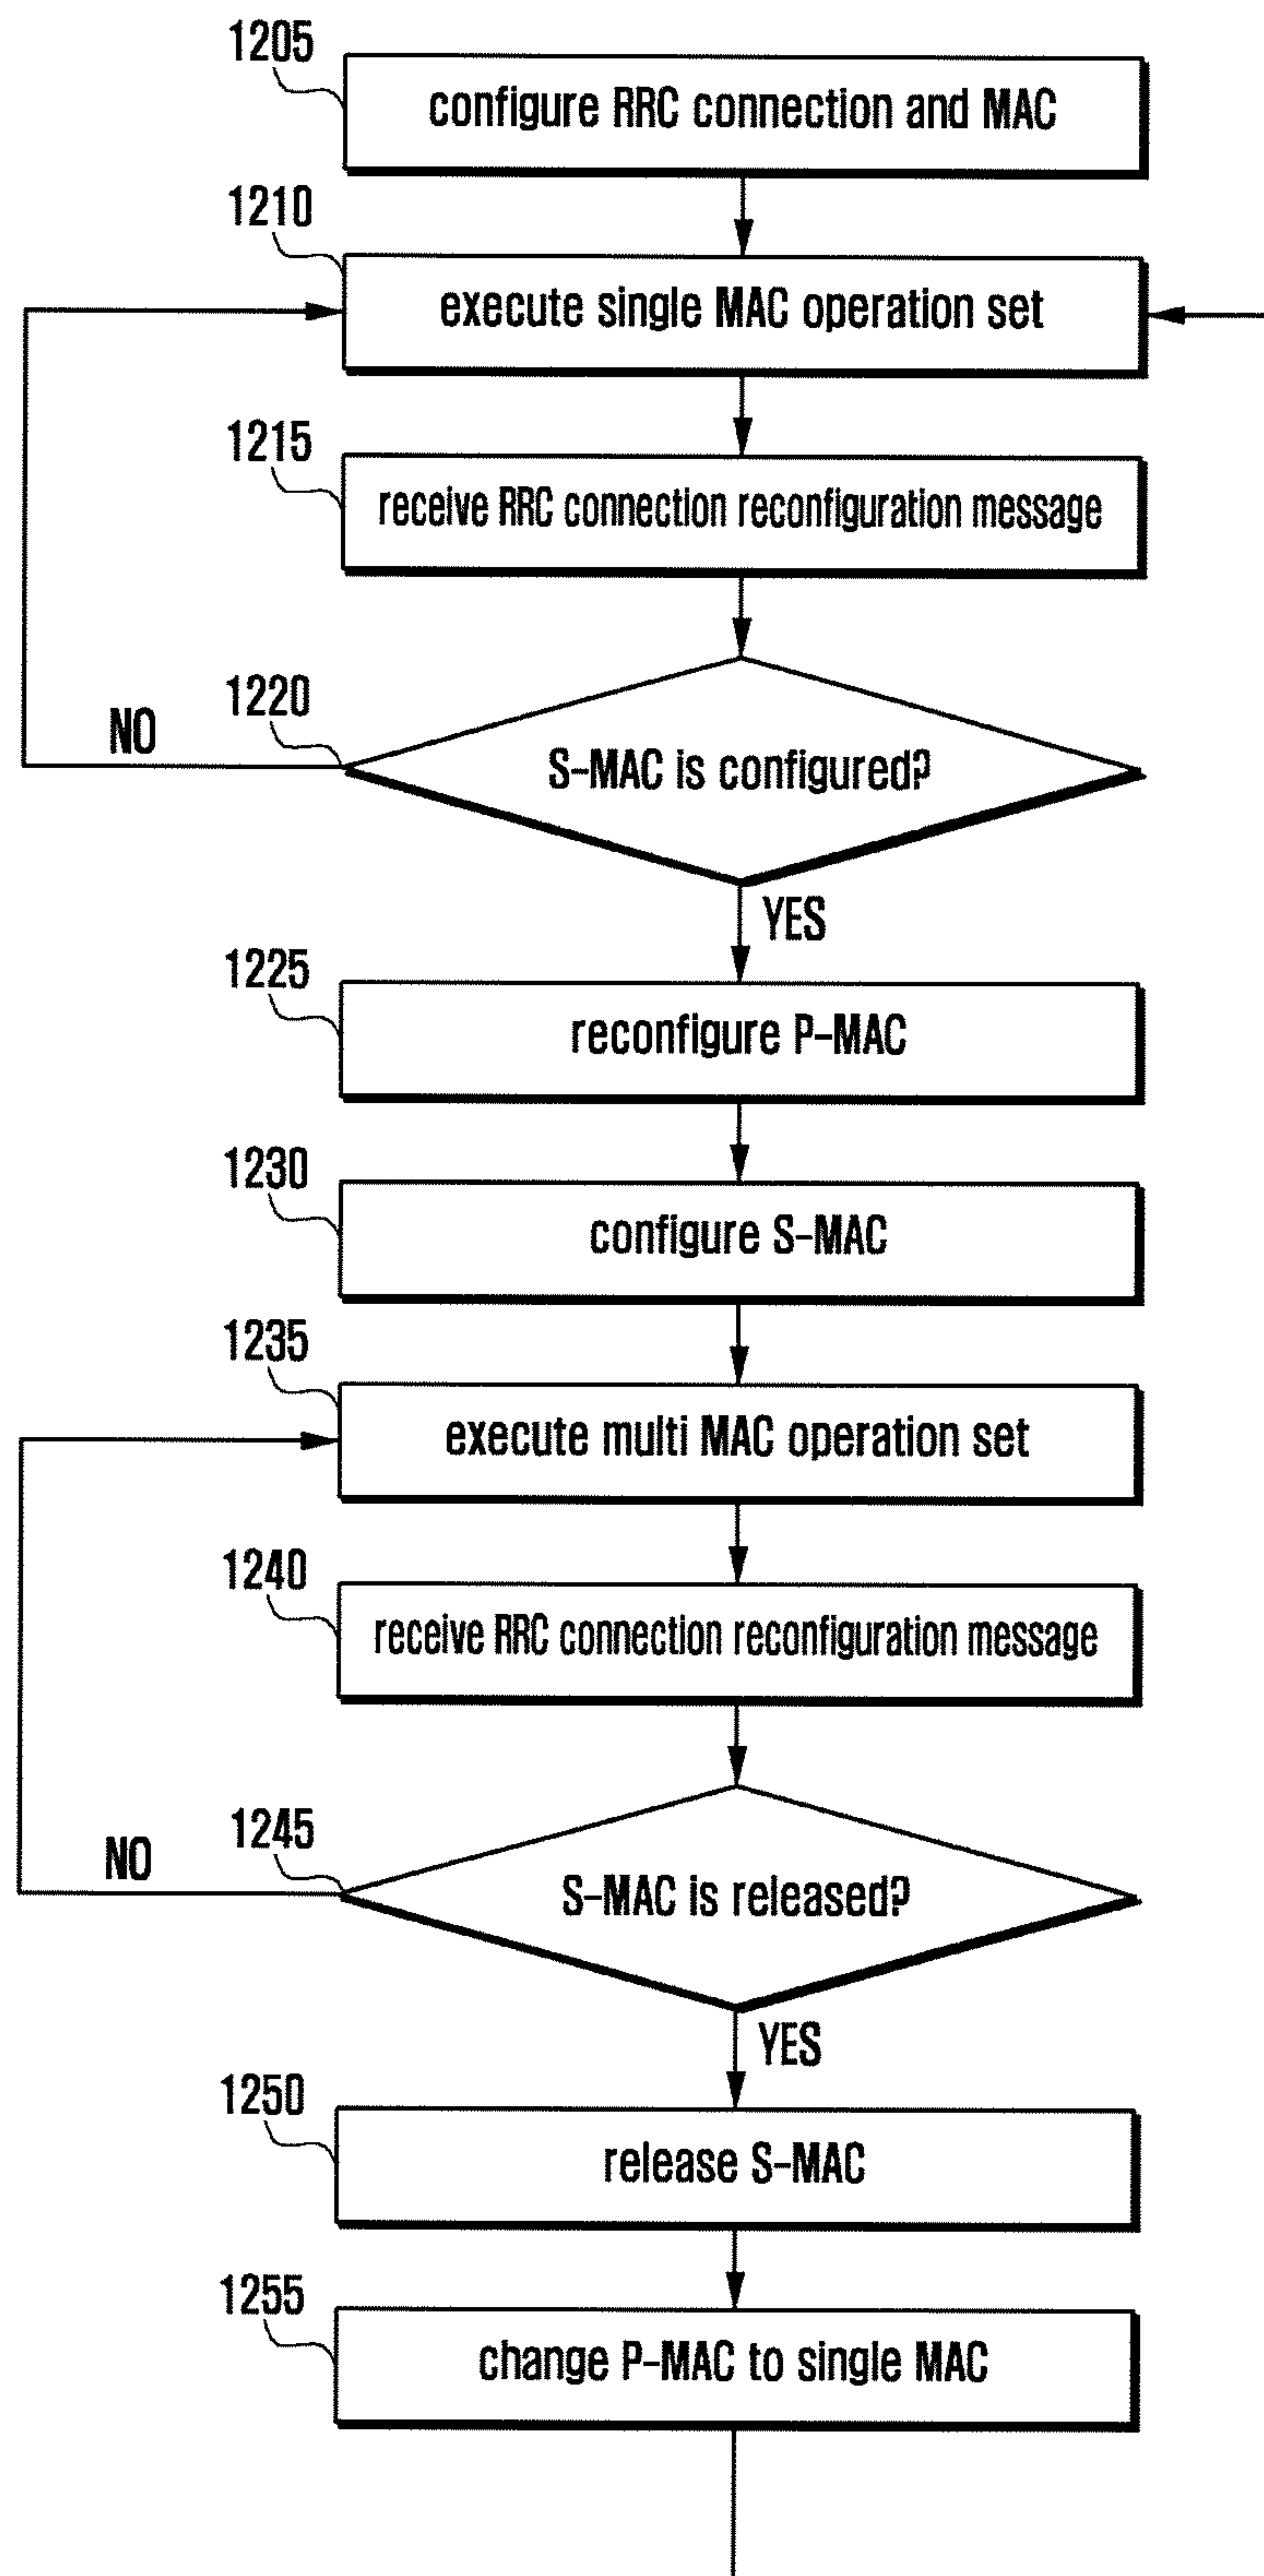 1205
configure RRC connection and MAC
1210
execute single MAC operation set
1215
receive RRC connection reconfiguration message
1220
NO
S-MAC is configured?
YES
1225
reconfigure P-MAC
1230
configure S-MAC
1235
execute multi MAC operation set
1240
receive RRC connection reconfiguration message
1245
NO
S-MAC is released?
YES
1250
release S-MAC
1255
change P-MAC to single MAC